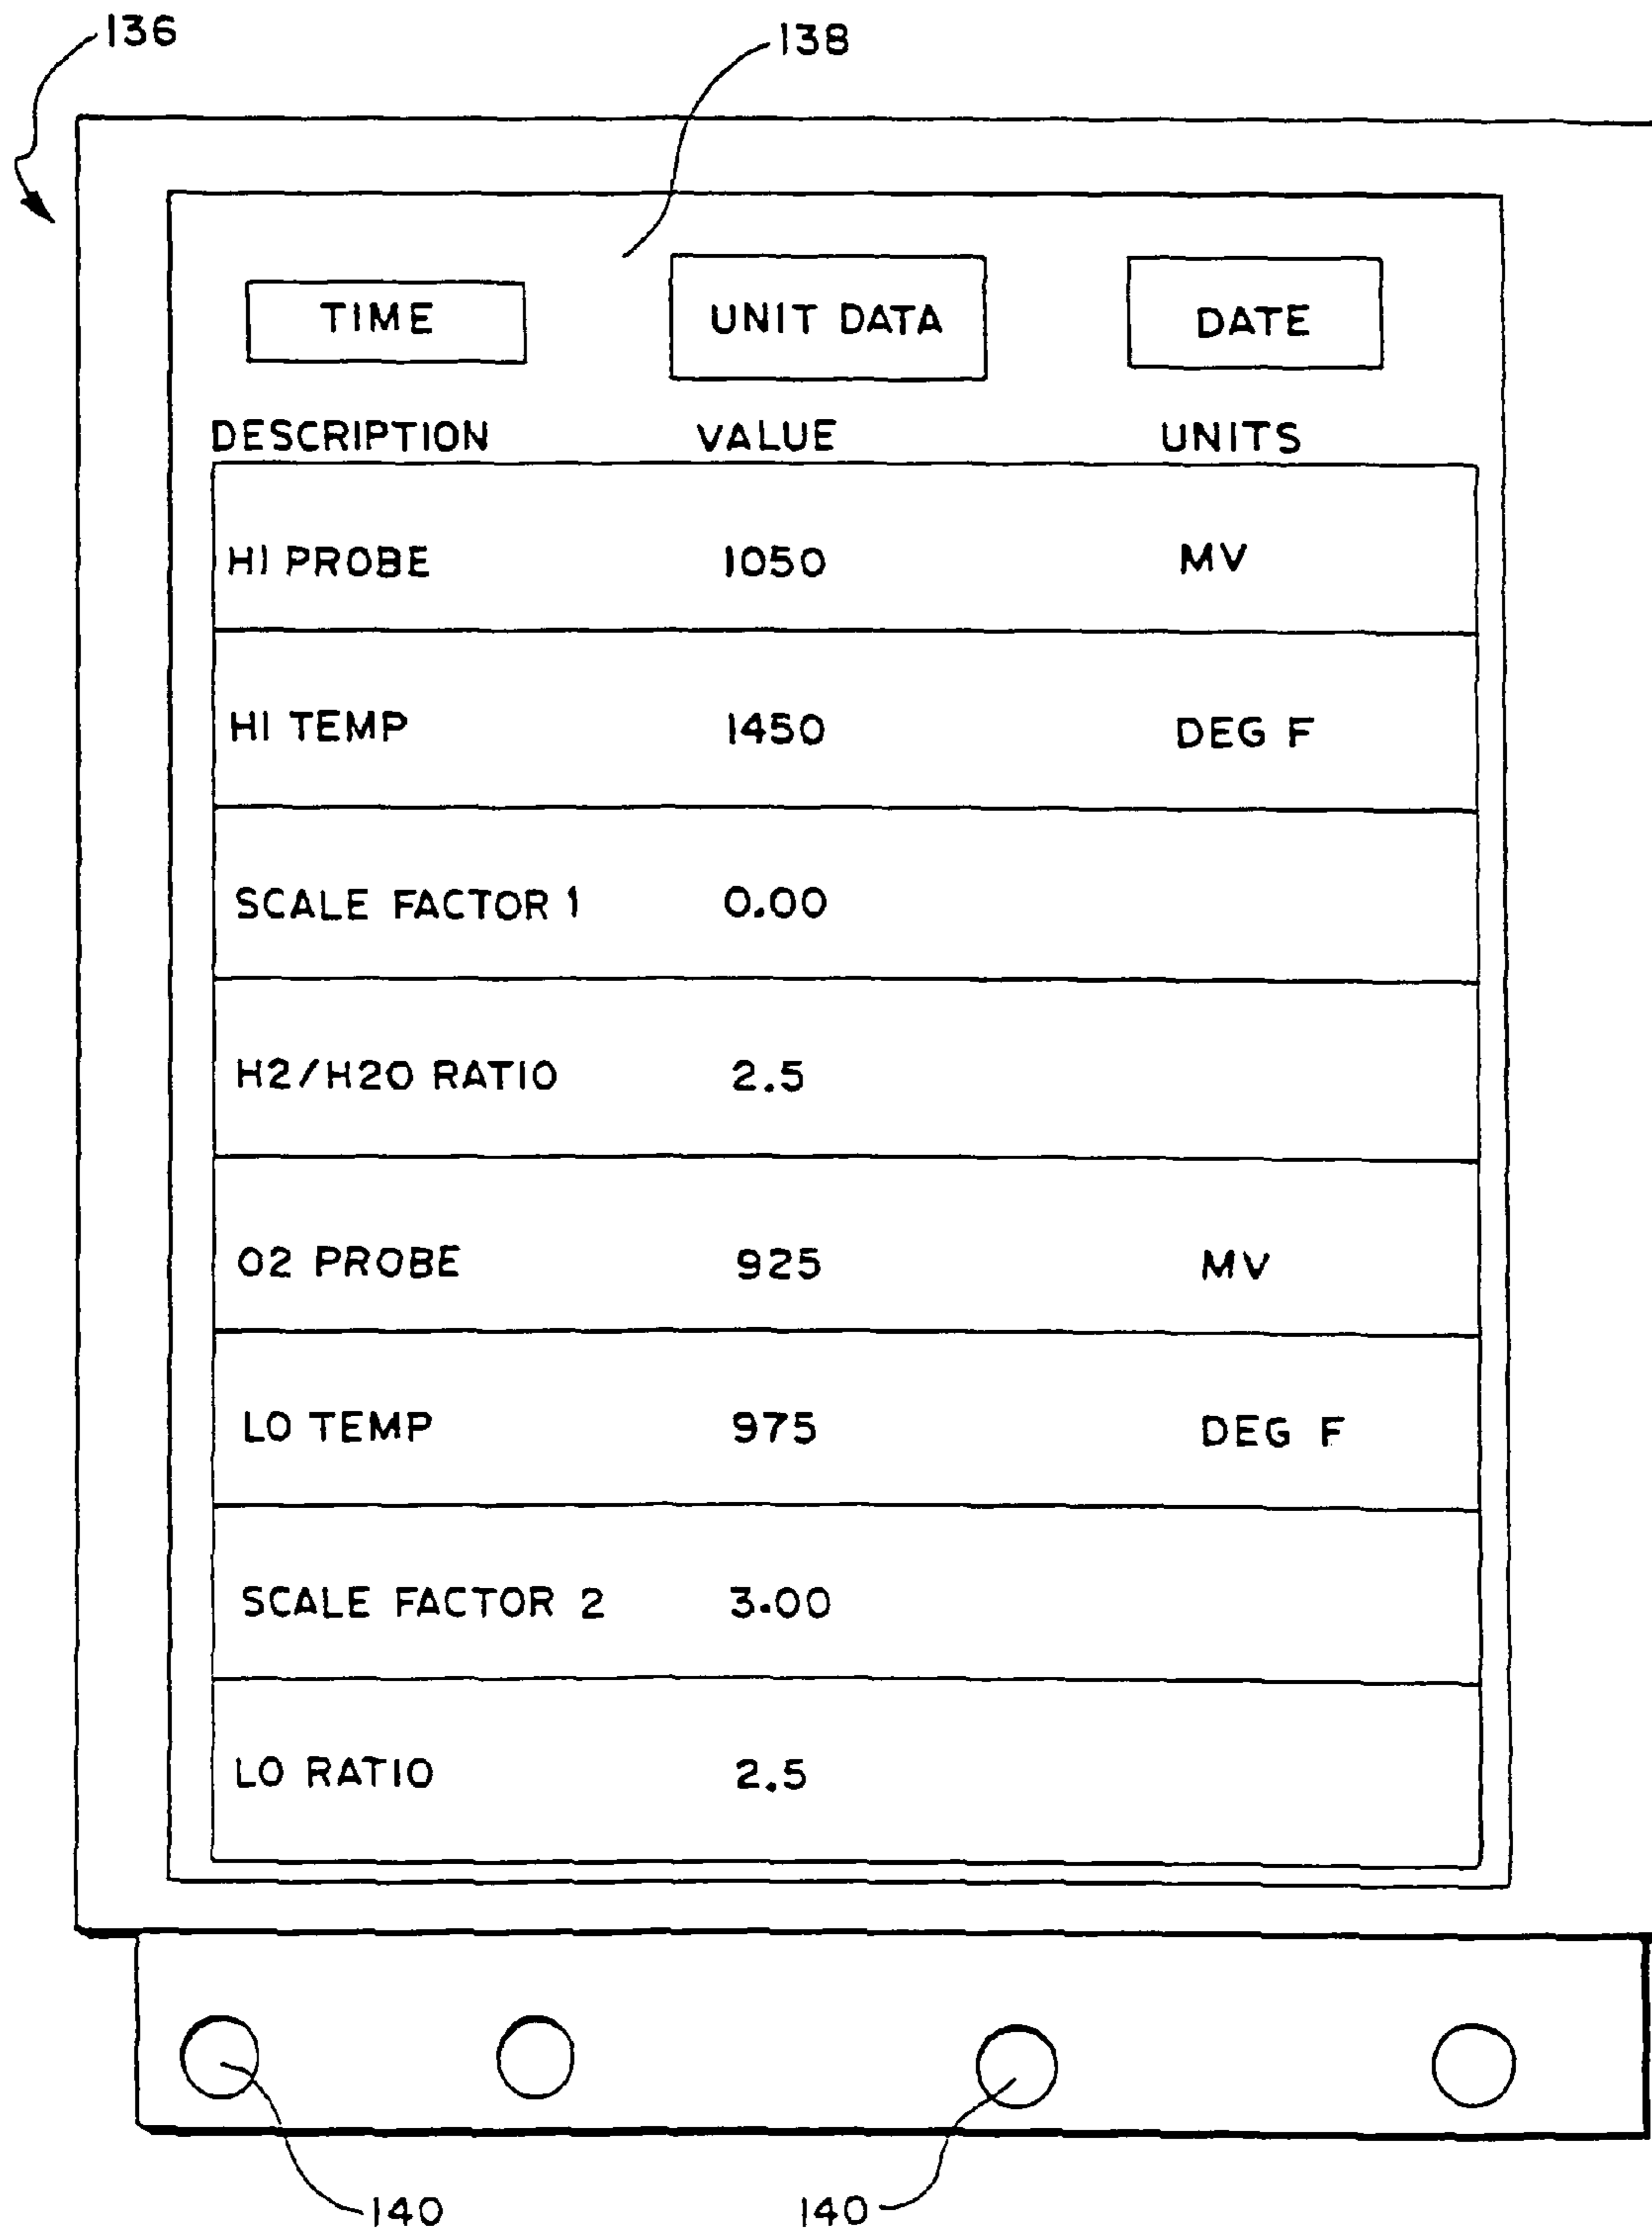 136
138
TIME UNIT DATA DATE
DESCRIPTION VALUE UNITS
HI PROBE 1050 MV
HI TEMP 1450 DEG F
SCALE FACTOR 1 0.00
H2/H2O RATIO 2.5
O2 PROBE 925 MV
LO TEMP 975 DEG F
SCALE FACTOR 2 3.00
LO RATIO 2.5
140 140